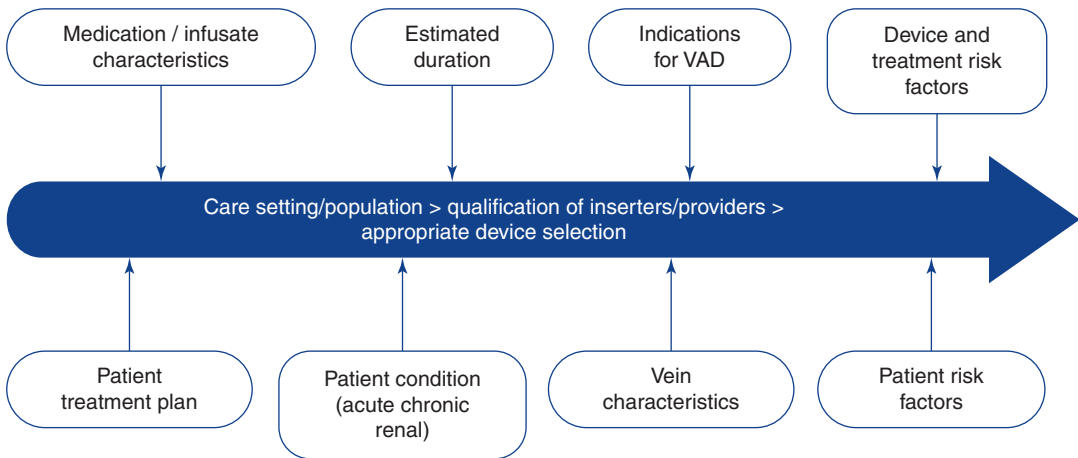 Medication / infusate
characteristics
Estimated
duration
Indications
for VAD
Device and
treatment risk
factors
Care setting/population > qualification of inserters/providers >
appropriate device selection
Patient
treatment plan
Patient condition
(acute chronic
renal)
Vein
characteristics
Patient risk
factors